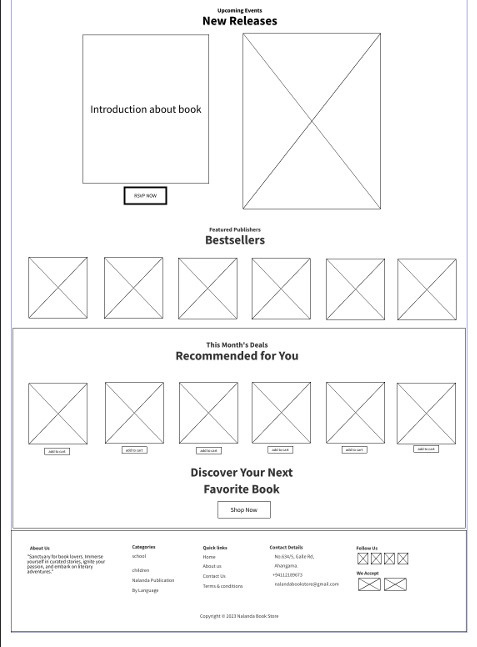 Upcoming Events
New Releases
Introduction about book
RSVP NOW
Featured Publishers
Bestsellers
This Month's Deals
Recommended for You
add to cart
add to cart
add to cart
add to cart
add to cart
add to cart
Discover Your Next
Favorite Book
Shop Now
About Us
"Sanctuary for book lovers. Immerse
yourself in curated stories, ignite your
passion, and embark on literary
adventures."
Categories
school
children
Nalanda Publication
By Language
Quick links
Home
About us
Contact Us
Terms & conditions
Contact Details
No 634/5, Galle Rd,
Ahangama.
+94112169673
nalandabookstore@gmail.com
Follow Us
We Accept
Copyright © 2023 Nalanda Book Store